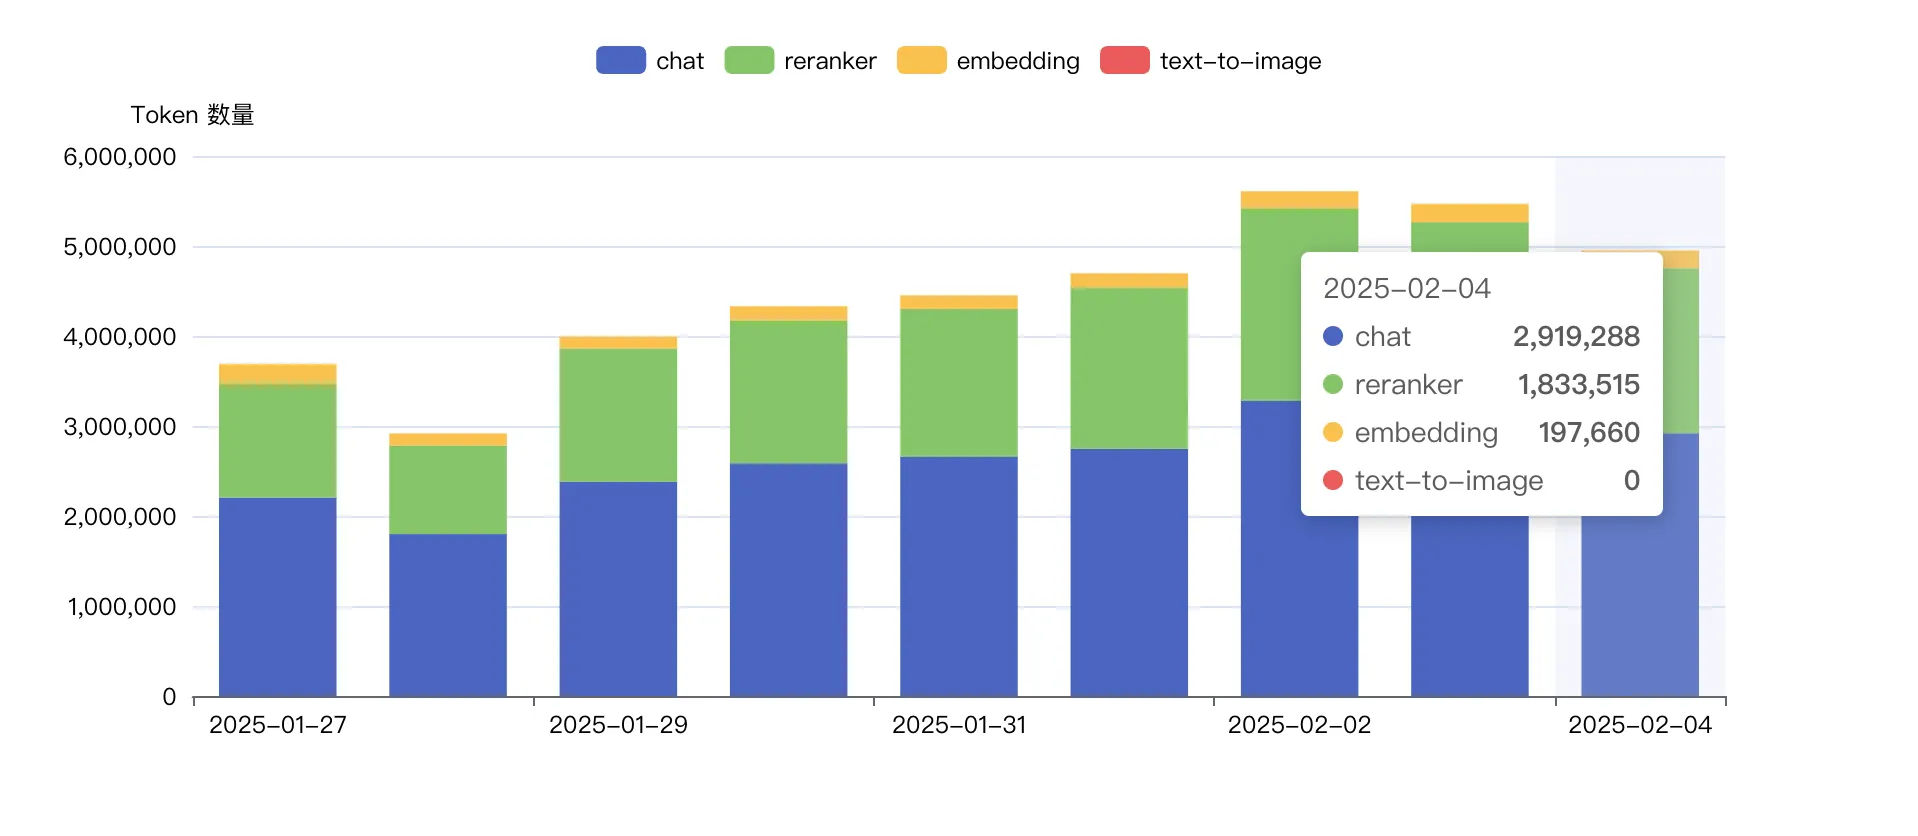 chat reranker embedding text-to-image
Token 数量
6,000,000
5,000,000
4,000,000
3,000,000
2,000,000
1,000,000
0
2025-02-04
chat 2,919,288
reranker 1,833,515
embedding 197,660
text-to-image 0
2025-01-27 2025-01-29 2025-01-31 2025-02-02 2025-02-04